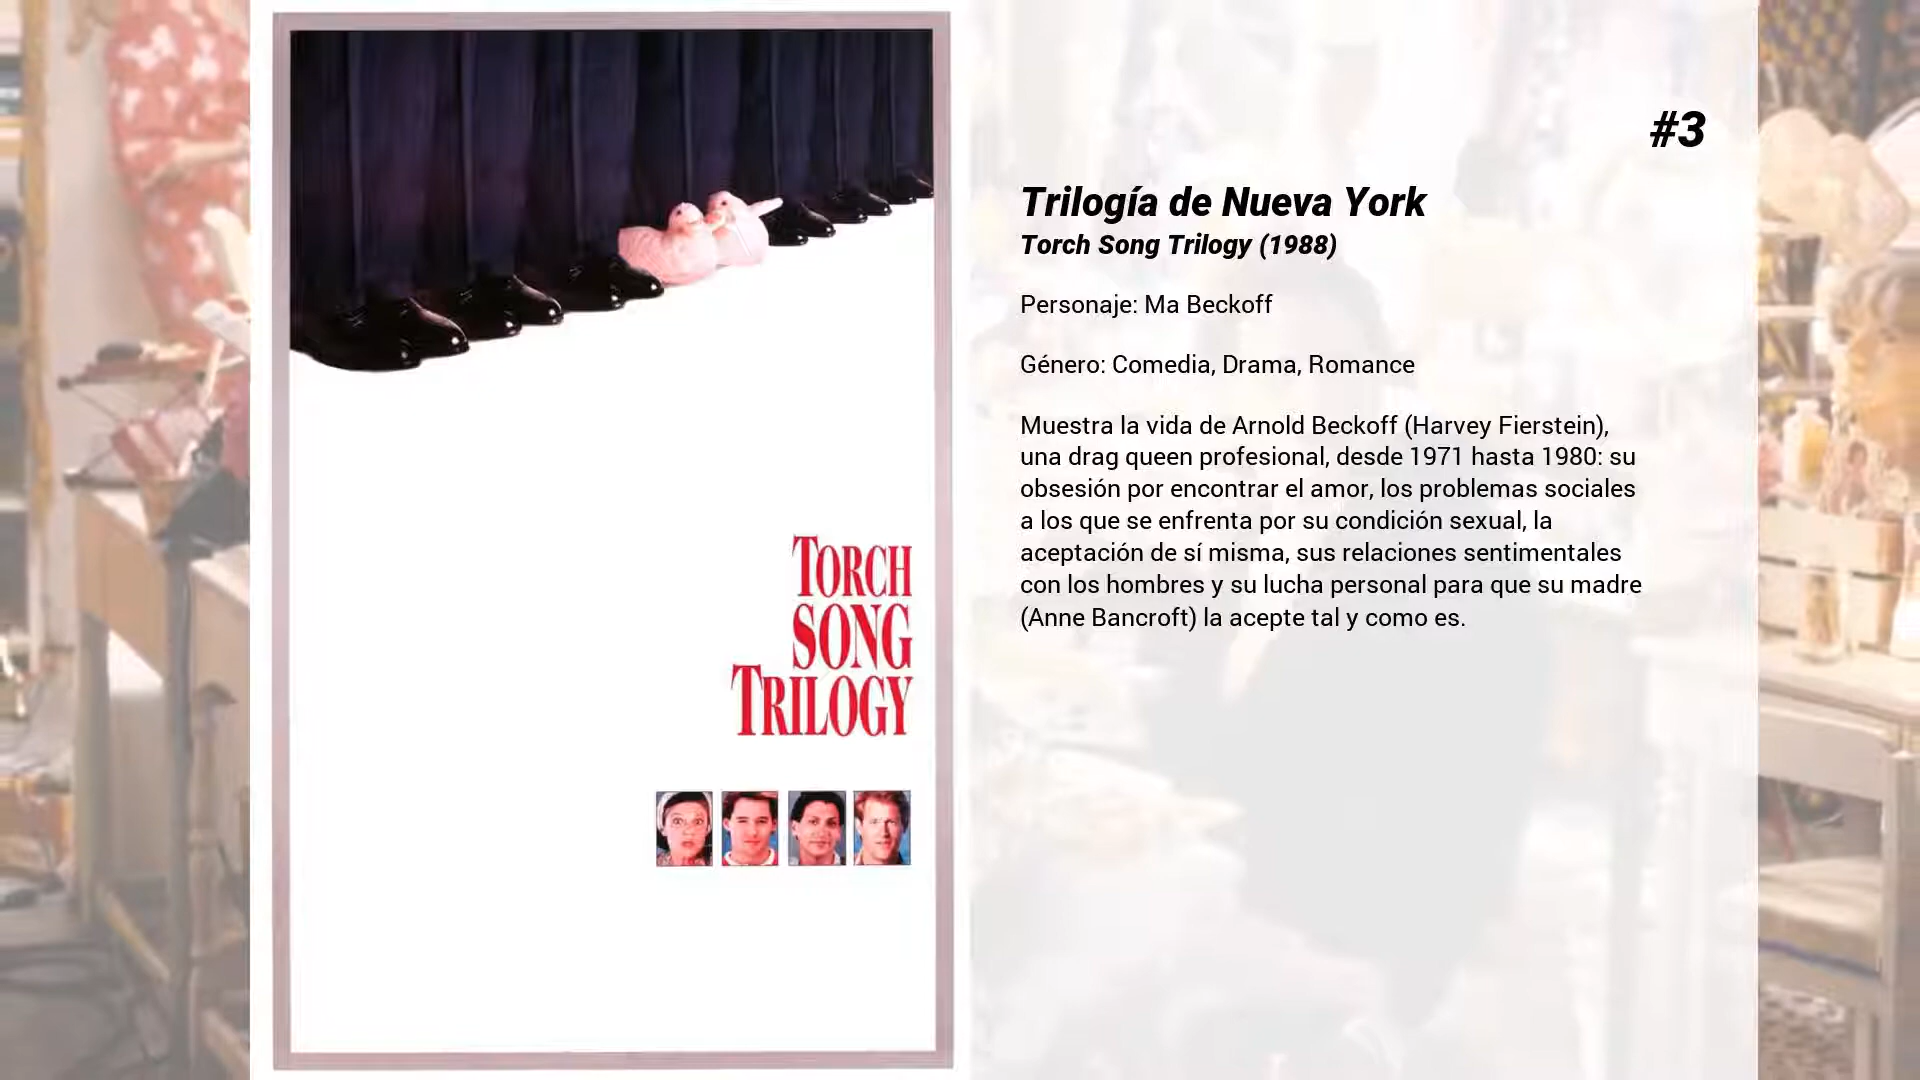 TORCH
SONG
TRILOGY
#3
Trilogía de Nueva York
Torch Song Trilogy (1988)
Personaje: Ma Beckoff
Género: Comedia, Drama, Romance
Muestra la vida de Arnold Beckoff (Harvey Fierstein),
una drag queen profesional, desde 1971 hasta 1980: su
obsesión por encontrar el amor, los problemas sociales
a los que se enfrenta por su condición sexual, la
aceptación de sí misma, sus relaciones sentimentales
con los hombres y su lucha personal para que su madre
(Anne Bancroft) la acepte tal y como es.